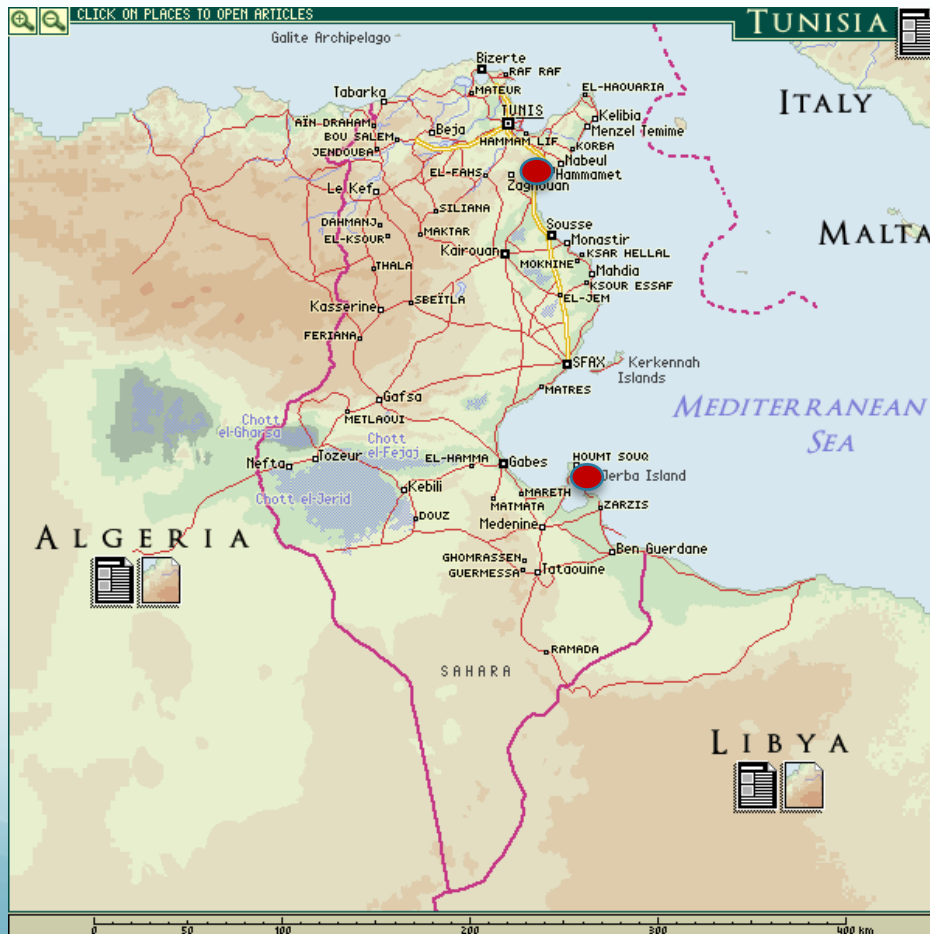 CLICK ON PLACES TO OPEN ARTICLES
TUNISIA
Galite Archipelago
Bizerte
RAF RAF
MATEUR
EL-HAOUARIA
Tabarka
ITALY
TUNIS
Kelibia
AÏN DRAHAM
Beja
Menzel Temime
BOU SALEM
HAMMAM LIF
KORBA
JENDOUBA
Nabeul
EL-FAHS
Hammamet
Zaghouan
Le Kef
SILIANA
DAHMANJ
MAKTAR
Sousse
MALTA
EL-KSOUR
Monastir
Kairouan
KSAR HELLAL
MOKNINE
THALA
Mahdia
KSOUR ESSAF
SBEÏTLA
EL-JEM
Kasserine
FERIANA
SFAX
Kerkennah
Islands
MATRES
Gafsa
METLAOUI
MEDITERRANEAN
SEA
Chott
el-Gharsa
Chott
el-Fejaj
HOUMT SOUQ
Tozeur
EL-HAMMA
Gabes
Nefta
Jerba Island
Kebili
MARETH
Chott el-Jerid
MATMATA
ZARZIS
DOUZ
Medenine
ALGERIA
Ben Guerdane
GHOMRASSEN
GUERMESSA
Tataouine
RAMADA
SAHARA
LIBYA
0 50 100 200 300 400 km